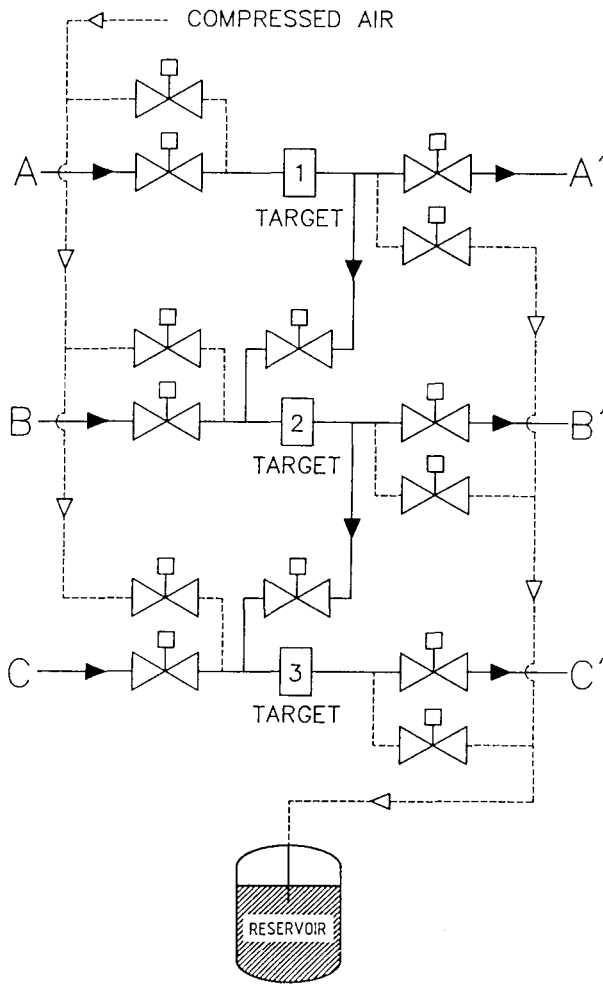 COMPRESSED AIR
A
1
A´
TARGET
B
2
B´
TARGET
C
3
C´
TARGET
RESERVOIR